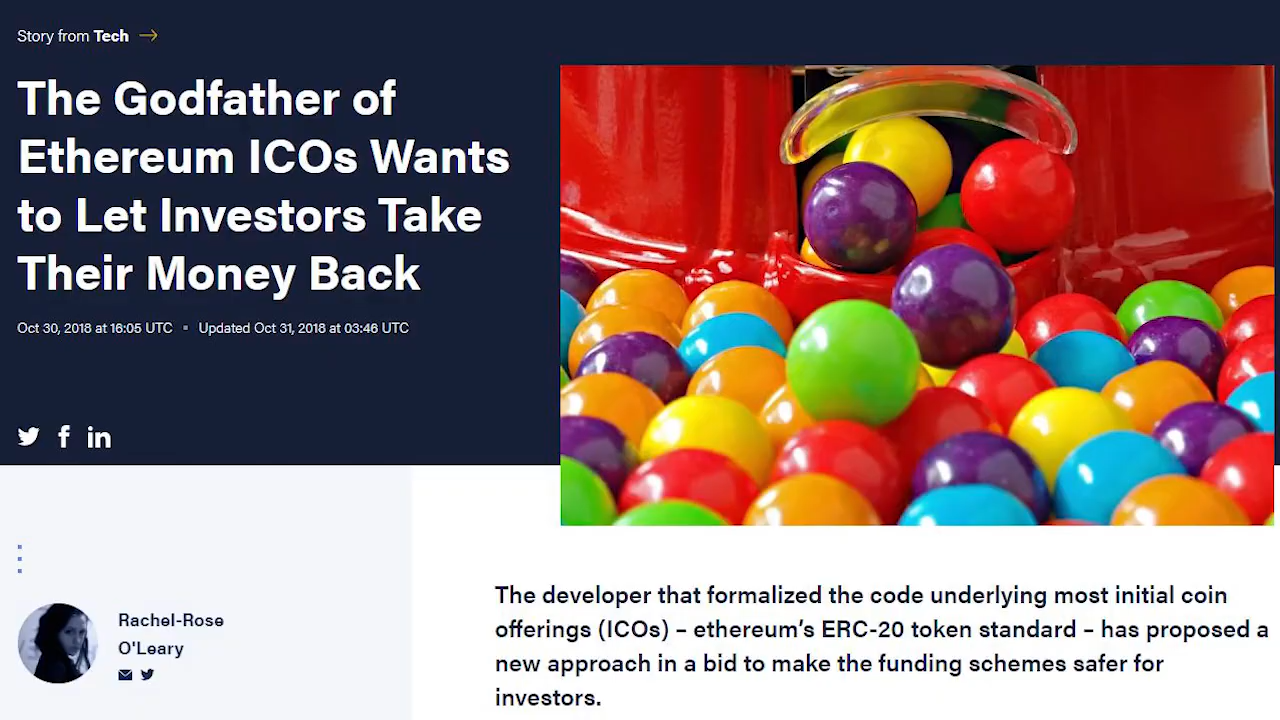 Story from Tech
The Godfather of
Ethereum ICOs Wants
to Let Investors Take
Their Money Back
Oct 30, 2018 at 16:05 UTC ▪ Updated Oct 31, 2018 at 03:46 UTC
Rachel-Rose
O'Leary
The developer that formalized the code underlying most initial coin
offerings (ICOs) – ethereum’s ERC-20 token standard – has proposed a
new approach in a bid to make the funding schemes safer for
investors.